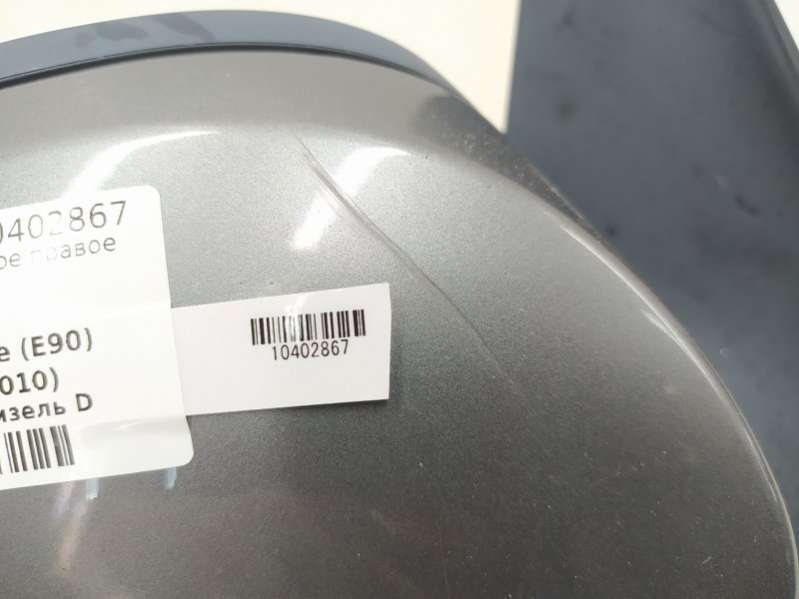 0402867
ое правое
e (E90)
010)
изель D
10402867